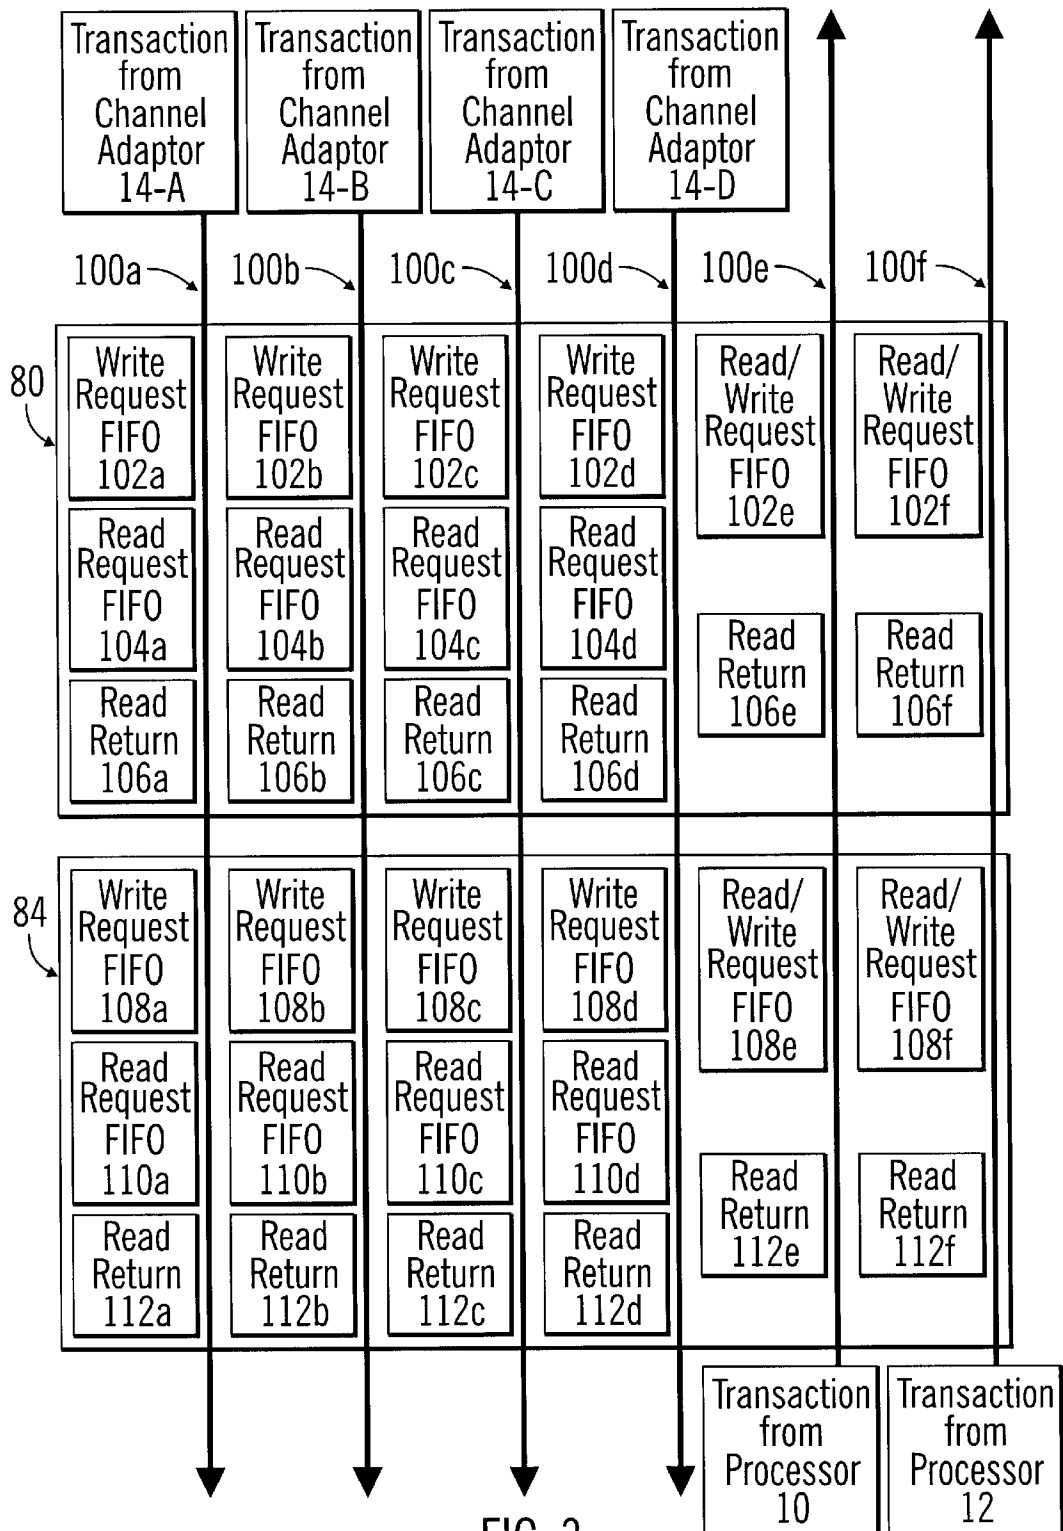 Transaction
from
Channel
Adaptor
14-A
Transaction
from
Channel
Adaptor
14-B
Transaction
from
Channel
Adaptor
14-C
Transaction
from
Channel
Adaptor
14-D
100a
100b
100c
100d
100e
100f
80
Write
Request
FIFO
102a
Write
Request
FIFO
102b
Write
Request
FIFO
102c
Write
Request
FIFO
102d
Read/
Write
Request
FIFO
102e
Read/
Write
Request
FIFO
102f
Read
Request
FIFO
104a
Read
Request
FIFO
104b
Read
Request
FIFO
104c
Read
Request
FIFO
104d
Read
Return
106a
Read
Return
106b
Read
Return
106c
Read
Return
106d
Read
Return
106e
Read
Return
106f
84
Write
Request
FIFO
108a
Write
Request
FIFO
108b
Write
Request
FIFO
108c
Write
Request
FIFO
108d
Read/
Write
Request
FIFO
108e
Read/
Write
Request
FIFO
108f
Read
Request
FIFO
110a
Read
Request
FIFO
110b
Read
Request
FIFO
110c
Read
Request
FIFO
110d
Read
Return
112a
Read
Return
112b
Read
Return
112c
Read
Return
112d
Read
Return
112e
Read
Return
112f
Transaction
from
Processor
10
Transaction
from
Processor
12